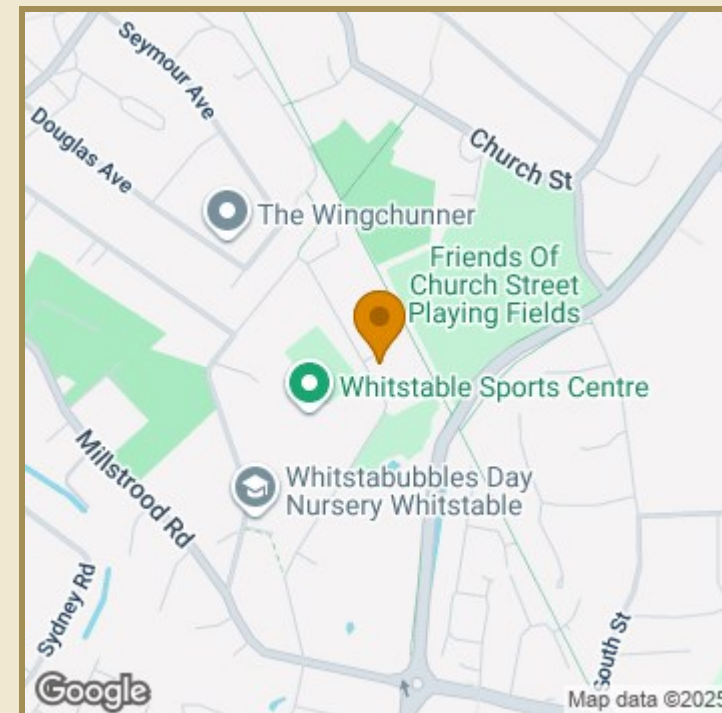 Seymour Ave
Douglas Ave
Church St
The Wingchunner
Friends Of
Church Street
Playing Fields
Whitstable Sports Centre
Whitstabubbles Day
Nursery Whitstable
Millstrood Rd
Sydney Rd
South St
Google
Map data ©2025